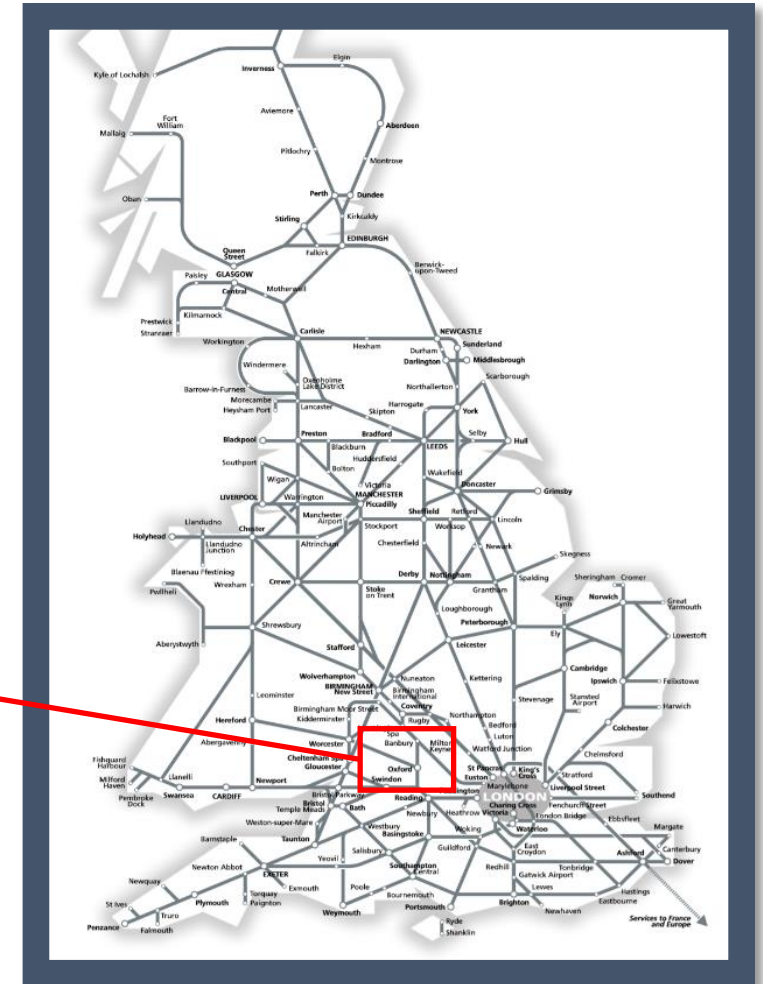 Elgin
Inverness
Kyle of Lochalsh
Aviemore
Fort
William
Mallaig
Aberdeen
Pitlochry
Montrose
Perth
Dundee
Oban
Kirkcaldy
Stirling
EDINBURGH
Queen
Street
Falkirk
Berwick-
upon-Tweed
Paisley
GLASGOW
Central
Motherwell
Prestwick
Kilmarnock
Stranraer
Carlisle
NEWCASTLE
Workington
Hexham
Durham
Sunderland
Darlington
Middlesbrough
Windermere
Scarborough
Oxenholme
Lake District
Barrow-in-Furness
Northallerton
Morecambe
Heysham Port
Lancaster
Harrogate
Skipton
York
Blackpool
Preston
Bradford
Selby
Hull
Blackburn
LEEDS
Southport
Huddersfield
Bolton
Wakefield
Wigan
Victoria
Doncaster
LIVERPOOL
Warrington
MANCHESTER
Piccadilly
Grimsby
Manchester
Airport
Sheffield
Retford
Llandudno
Chester
Stockport
Worksop
Lincoln
Holyhead
Llandudno
Junction
Altrincham
Chesterfield
Newark
Skegness
Blaenau Ffestiniog
Crewe
Derby
Nottingham
Spalding
Sheringham
Cromer
Pwllheli
Wrexham
Stoke
on Trent
Grantham
Kings
Lynn
Norwich
Great
Yarmouth
Loughborough
Shrewsbury
Peterborough
Aberystwyth
Stafford
Leicester
Ely
Lowestoft
Wolverhampton
BIRMINGHAM
New Street
Nuneaton
Kettering
Cambridge
Birmingham
International
Ipswich
Felixstowe
Leominster
Birmingham Moor Street
Coventry
Stevenage
Stansted
Airport
Harwich
Kidderminster
Rugby
Northampton
Hereford
Bedford
Colchester
Spa
Luton
Worcester
Banbury
Milton
Keyne
Watford Junction
Abergavenny
Chelmsford
Cheltenham Spa
Fishguard
Harbour
Gloucester
Oxford
St Pancras
King's
Cross
Stratford
Milford
Haven
Llanelli
Swindon
Euston
Marylebone
Liverpool Street
Newport
Bristol Parkway
Reading
LONDON
Southend
Pembroke
Dock
Swansea
CARDIFF
Bristol
Temple Meads
Bath
Newbury
Heathrow
Victoria
Charing Cross
Fenchurch Street
London Bridge
Ebbsfleet
Weston-super-Mare
Westbury
Basingstoke
Woking
Waterloo
Margate
Barnstaple
Taunton
Guildford
East
Croydon
Canterbury
Yeovil
Salisbury
Ashford
Dover
Newton Abbot
Southampton
Central
Redhill
Tonbridge
Gatwick Airport
Newquay
EXETER
Exmouth
Poole
Lewes
Hastings
St Ives
Torquay
Paignton
Bournemouth
Eastbourne
Plymouth
Weymouth
Portsmouth
Brighton
Newhaven
Truro
Penzance
Falmouth
Ryde
Shanklin
Services to France
and Europe